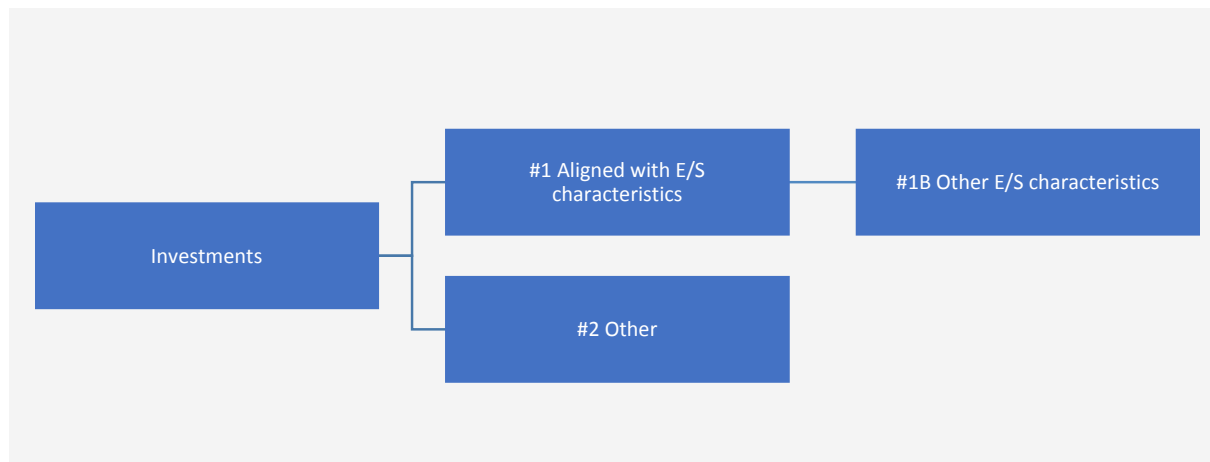 #1 Aligned with E/S
characteristics
#1B Other E/S characteristics
Investments
#2 Other